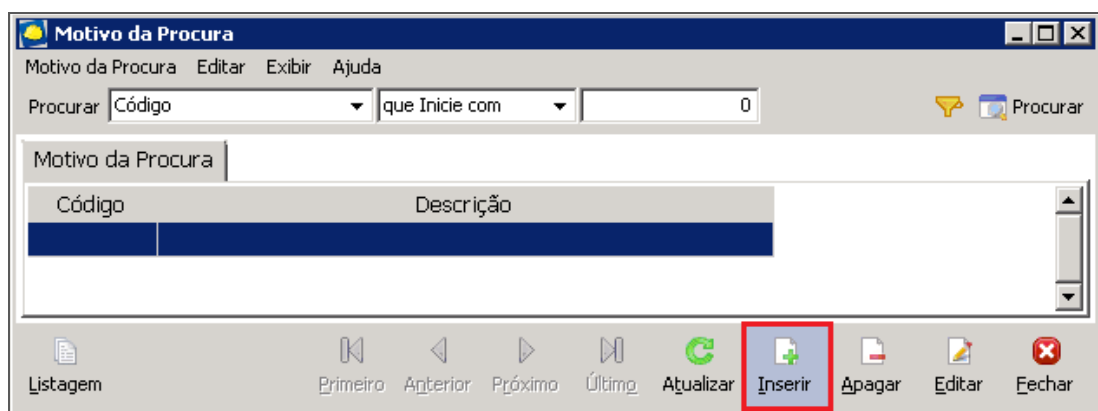 Motivo da Procura
Motivo da Procura Editar Exibir Ajuda
Procurar Código que Inicie com 0 Procurar
Motivo da Procura
Código Descrição
Listagem Primeiro Anterior Próximo Último Atualizar Inserir Apagar Editar Fechar